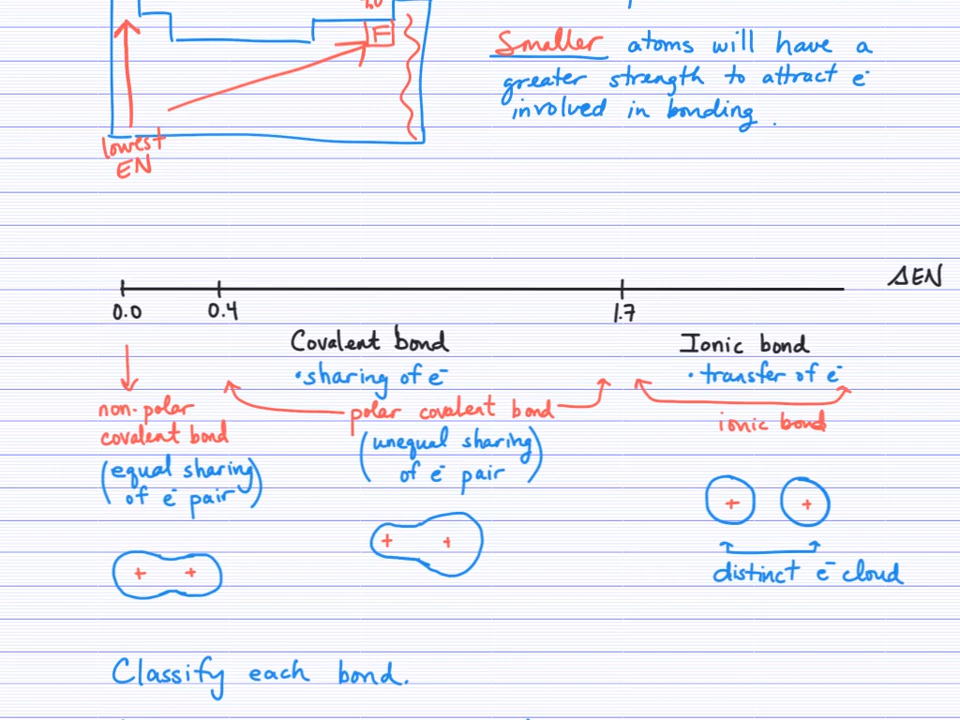 F
lowest
EN
Smaller atoms will have a
greater strength to attract e⁻
involved in bonding.
ΔEN
0.0 0.4 1.7
Covalent bond
• sharing of e⁻
Ionic bond
• transfer of e⁻
non-polar
covalent bond
(equal sharing
of e⁻ pair)
polar covalent bond
(unequal sharing
of e⁻ pair)
ionic bond
+ +
+ +
+ +
distinct e⁻ cloud
Classify each bond.